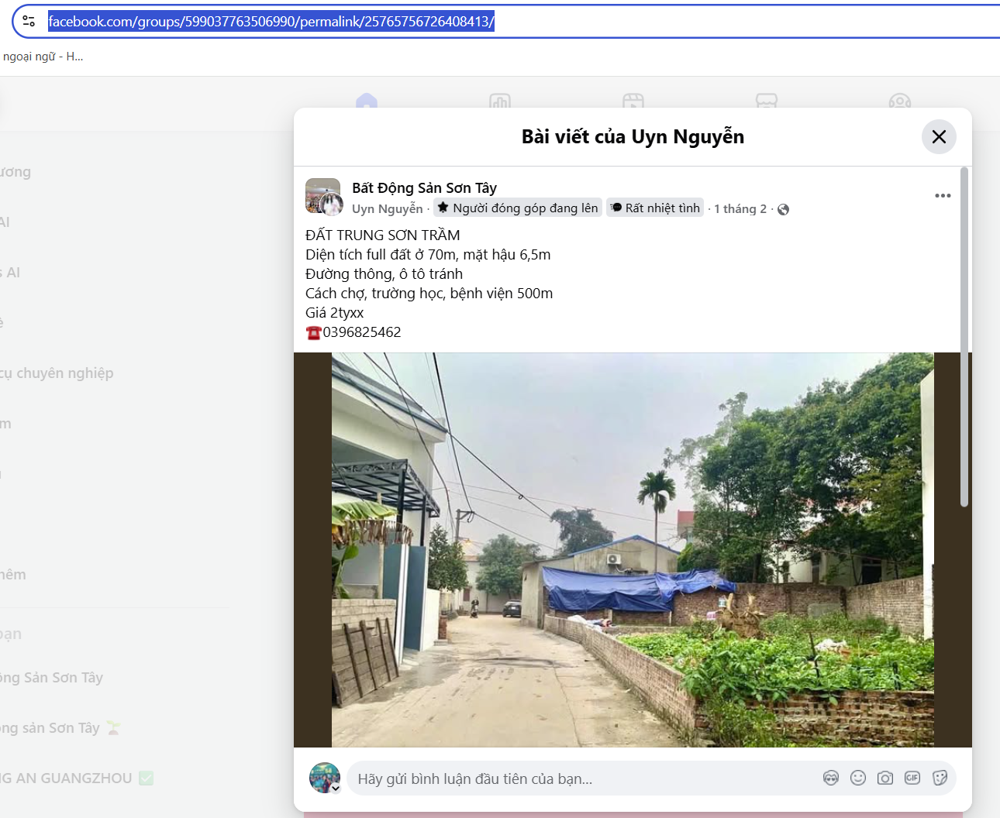 facebook.com/groups/599037763506990/permalink/25765756726408413/
ngoại ngữ - H...
Bài viết của Uyn Nguyễn
Bất Động Sản Sơn Tây
Uyn Nguyễn · Người đóng góp đang lên Rất nhiệt tình · 1 tháng 2 ·
ĐẤT TRUNG SƠN TRẦM
Diện tích full đất ở 70m, mặt hậu 6,5m
Đường thông, ô tô tránh
Cách chợ, trường học, bệnh viện 500m
Giá 2tyxx
☎️0396825462
ương
AI
s AI
è
cụ chuyên nghiệp
m
hêm
bạn
ộng Sản Sơn Tây
ộng sản Sơn Tây
NG AN GUANGZHOU ✅
Hãy gửi bình luận đầu tiên của bạn...
GIF